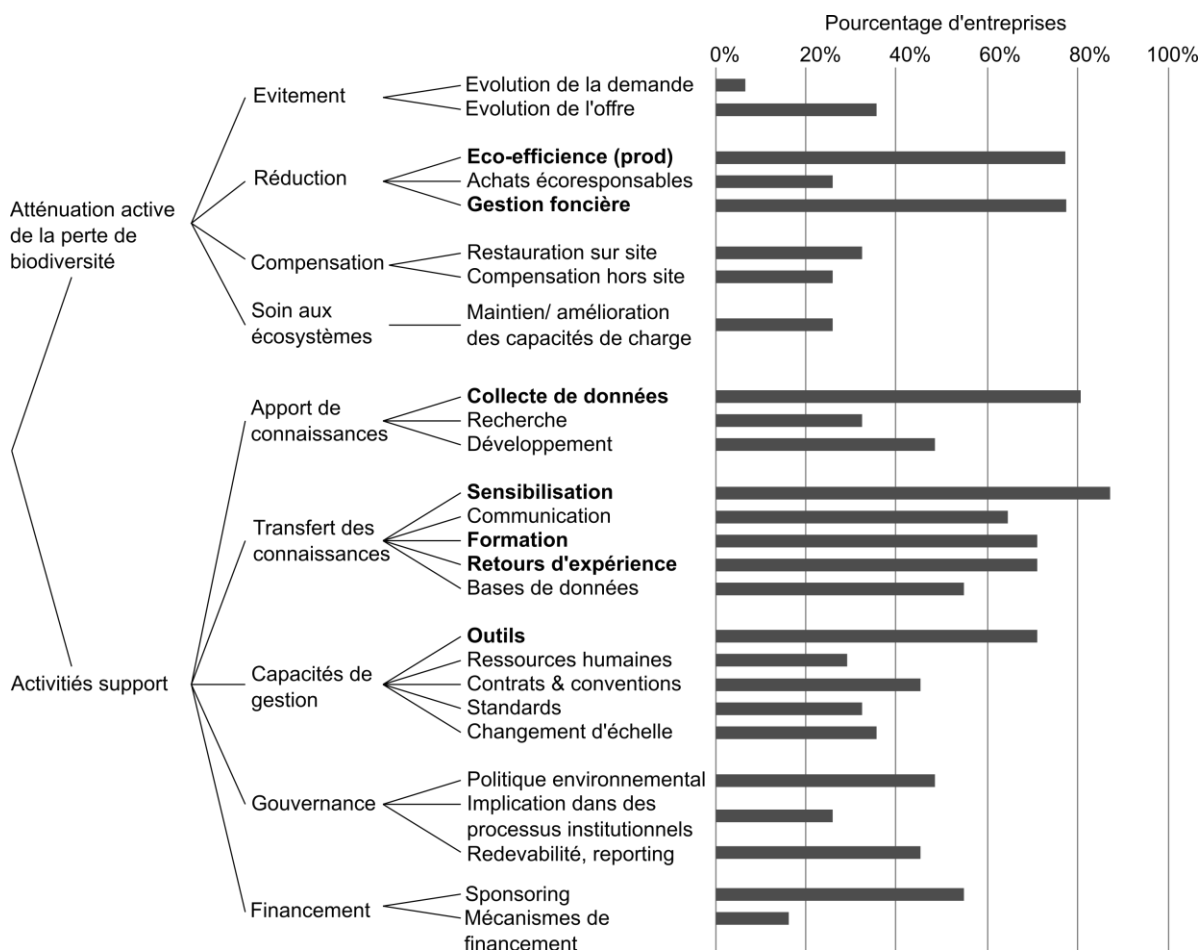 Pourcentage d'entreprises
0% 20% 40% 60% 80% 100%
Evitement
Evolution de la demande
Evolution de l'offre
Atténuation active
de la perte de
biodiversité
Réduction
Eco-efficience (prod)
Achats écoresponsables
Gestion foncière
Compensation
Restauration sur site
Compensation hors site
Soin aux
écosystèmes
Maintien/ amélioration
des capacités de charge
Apport de
connaissances
Collecte de données
Recherche
Développement
Transfert des
connaissances
Sensibilisation
Communication
Formation
Retours d'expérience
Bases de données
Activitiés support
Capacités de
gestion
Outils
Ressources humaines
Contrats & conventions
Standards
Changement d'échelle
Gouvernance
Politique environnemental
Implication dans des
processus institutionnels
Redevabilité, reporting
Financement
Sponsoring
Mécanismes de
financement